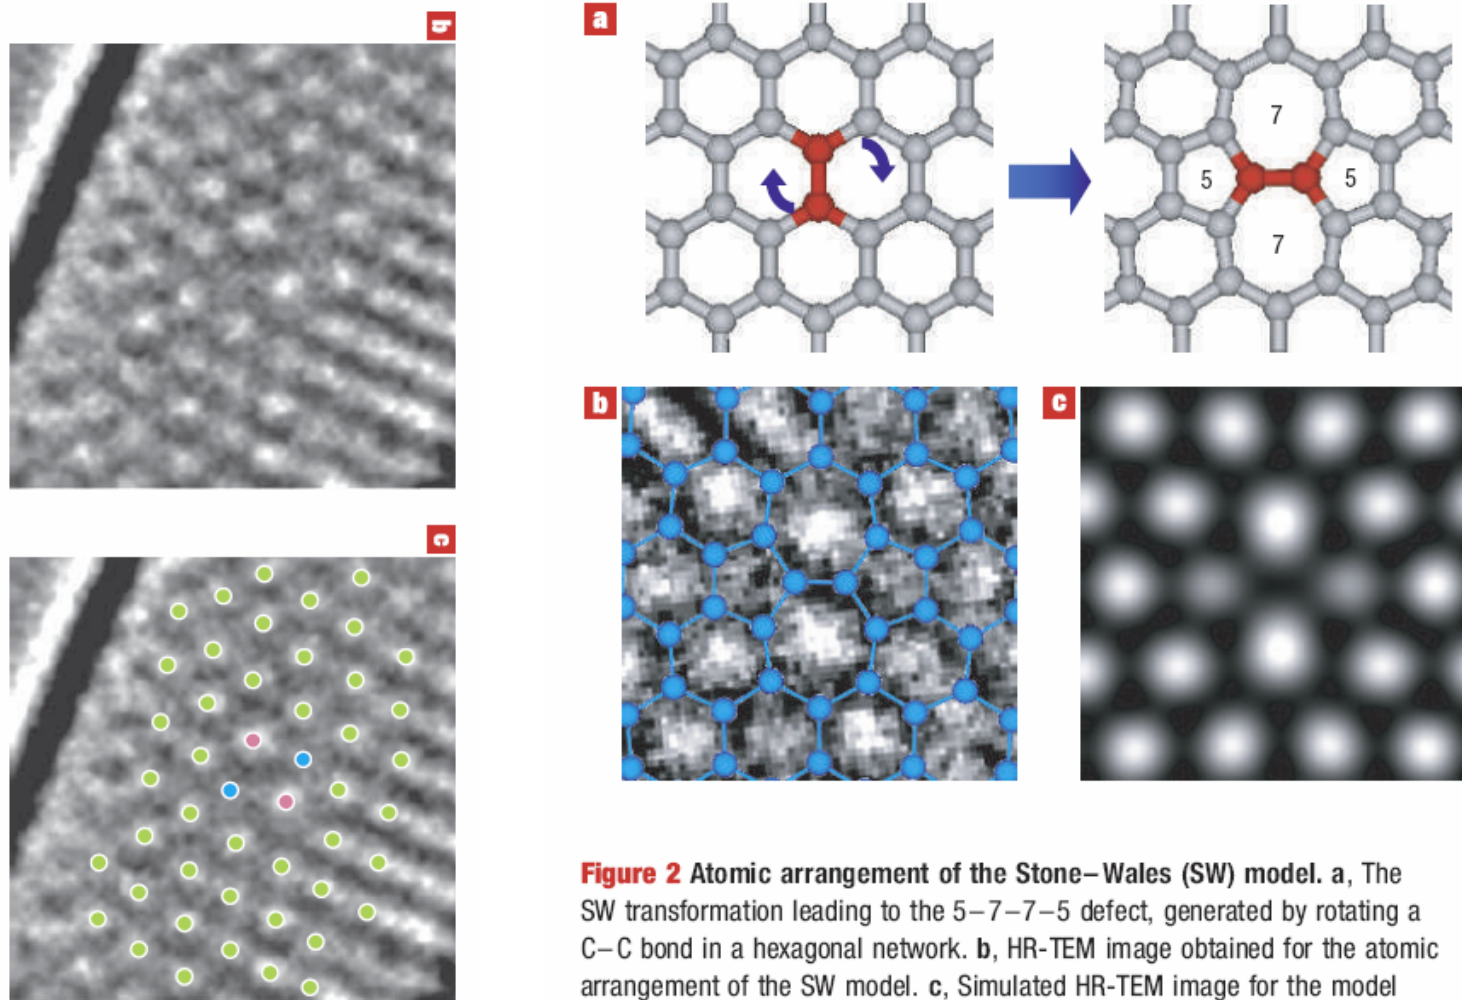 b
c
a
7
5
5
7
b
c
Figure 2 Atomic arrangement of the Stone–Wales (SW) model. a, The
SW transformation leading to the 5–7–7–5 defect, generated by rotating a
C–C bond in a hexagonal network. b, HR-TEM image obtained for the atomic
arrangement of the SW model. c, Simulated HR-TEM image for the model